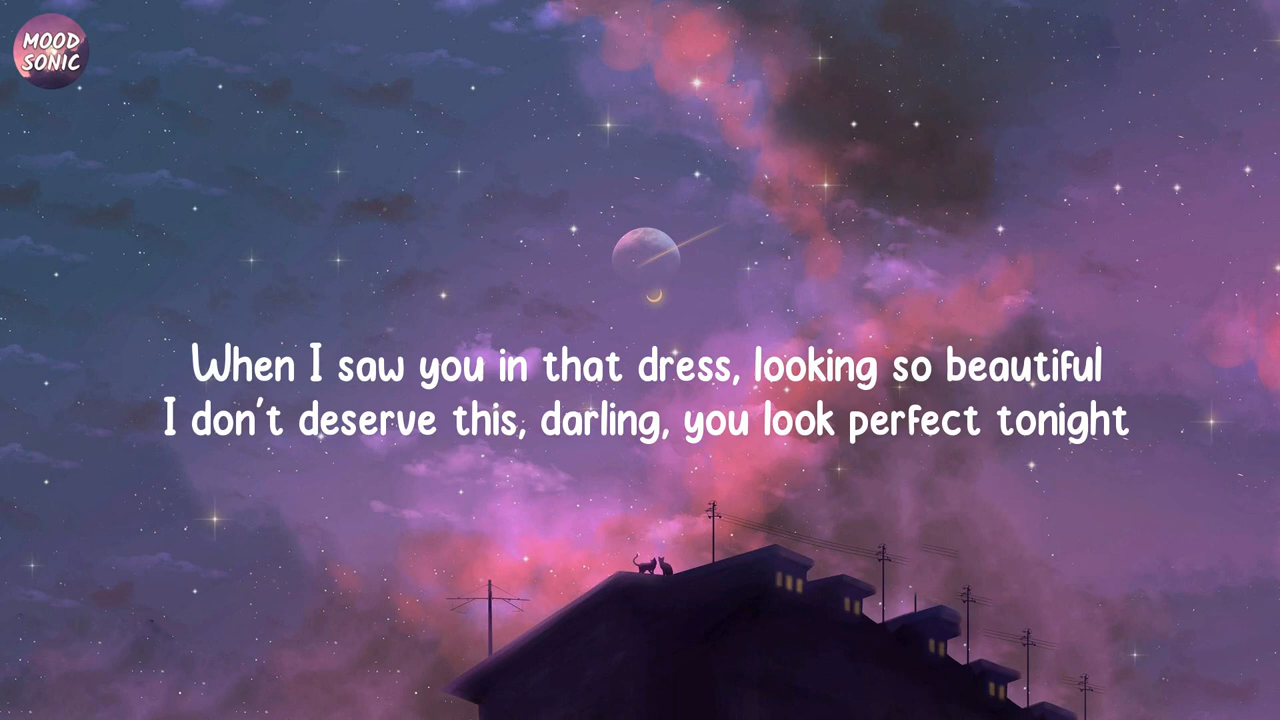 MOOD
SONIC
When I saw you in that dress, looking so beautiful
I don't deserve this, darling, you look perfect tonight